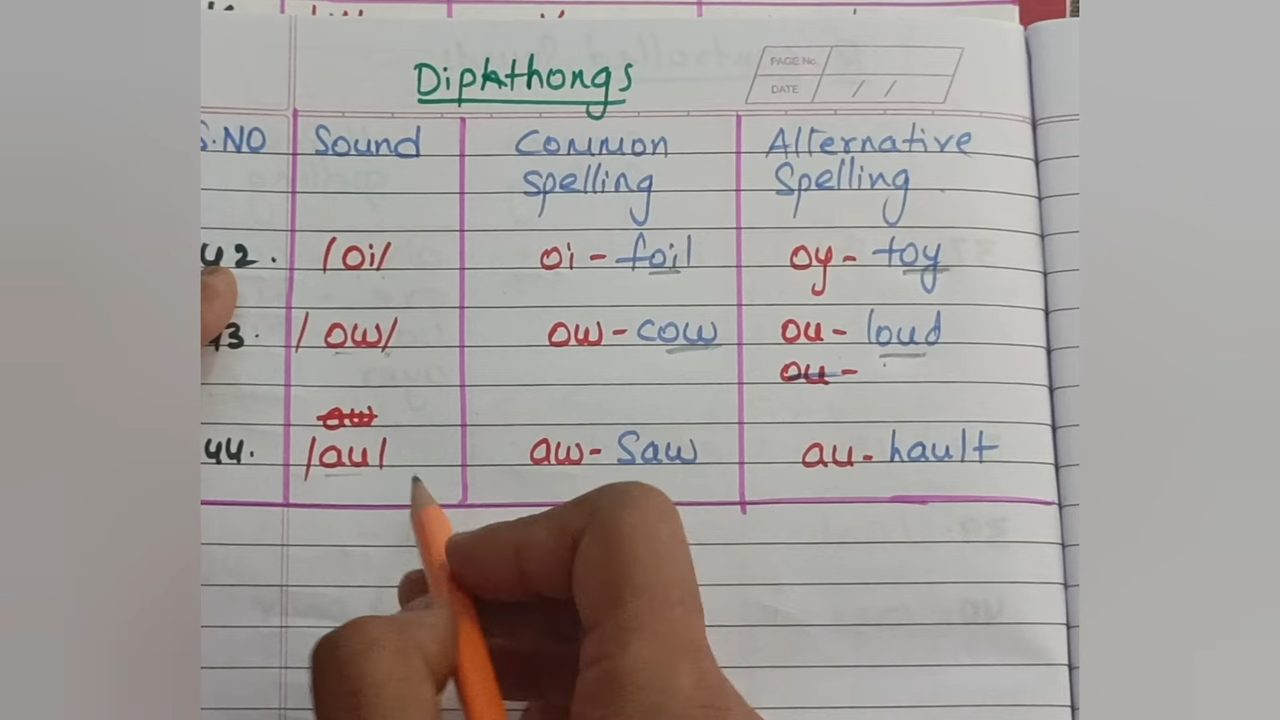 Dipkthongs
PAGE No.
DATE / /
S.NO Sound Common Spelling Alternative Spelling
42. /oi/ oi - foil oy - toy
43. /ow/ ow - cow ou - loud
ou -
aw
44. /au/ aw - Saw au - hault